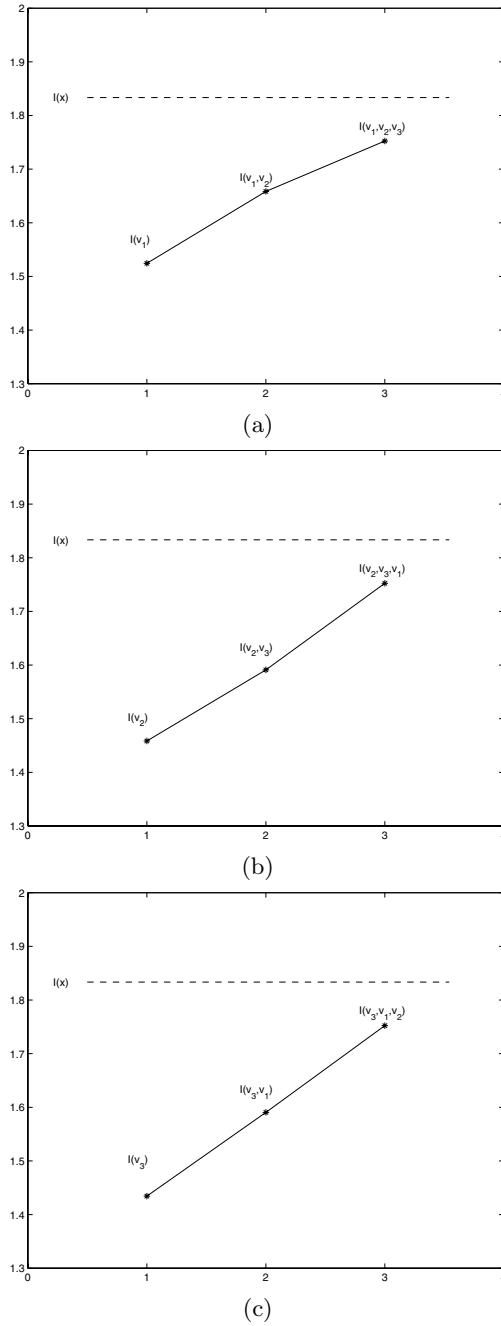 2
1.9
I(x)
1.8
I(v1,v2,v3)
1.7
I(v1,v2)
1.6
I(v1)
1.5
1.4
1.3
0 1 2 3
(a)
2
1.9
I(x)
1.8
I(v2,v3,v1)
1.7
I(v2,v3)
1.6
1.5
I(v2)
1.4
1.3
0 1 2 3
(b)
2
1.9
I(x)
1.8
I(v3,v1,v2)
1.7
I(v3,v1)
1.6
1.5
I(v3)
1.4
1.3
0 1 2 3
(c)